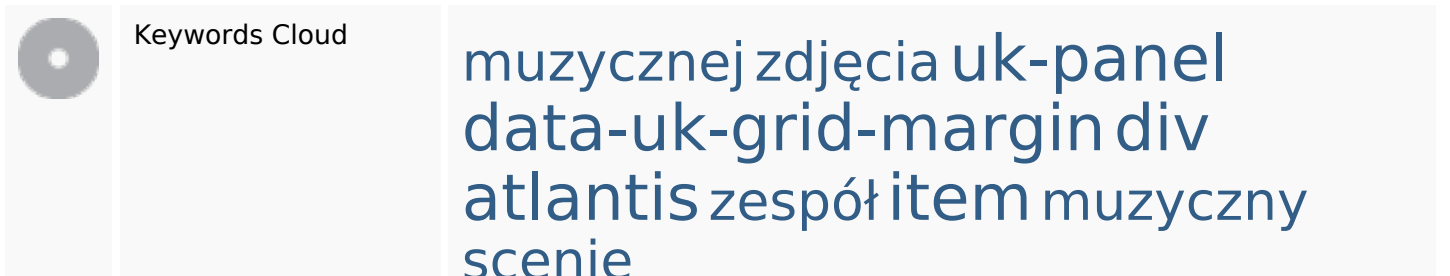 Keywords Cloud
muzycznej zdjęcia uk-panel
data-uk-grid-margin div
atlantis zespół item muzyczny
scenie